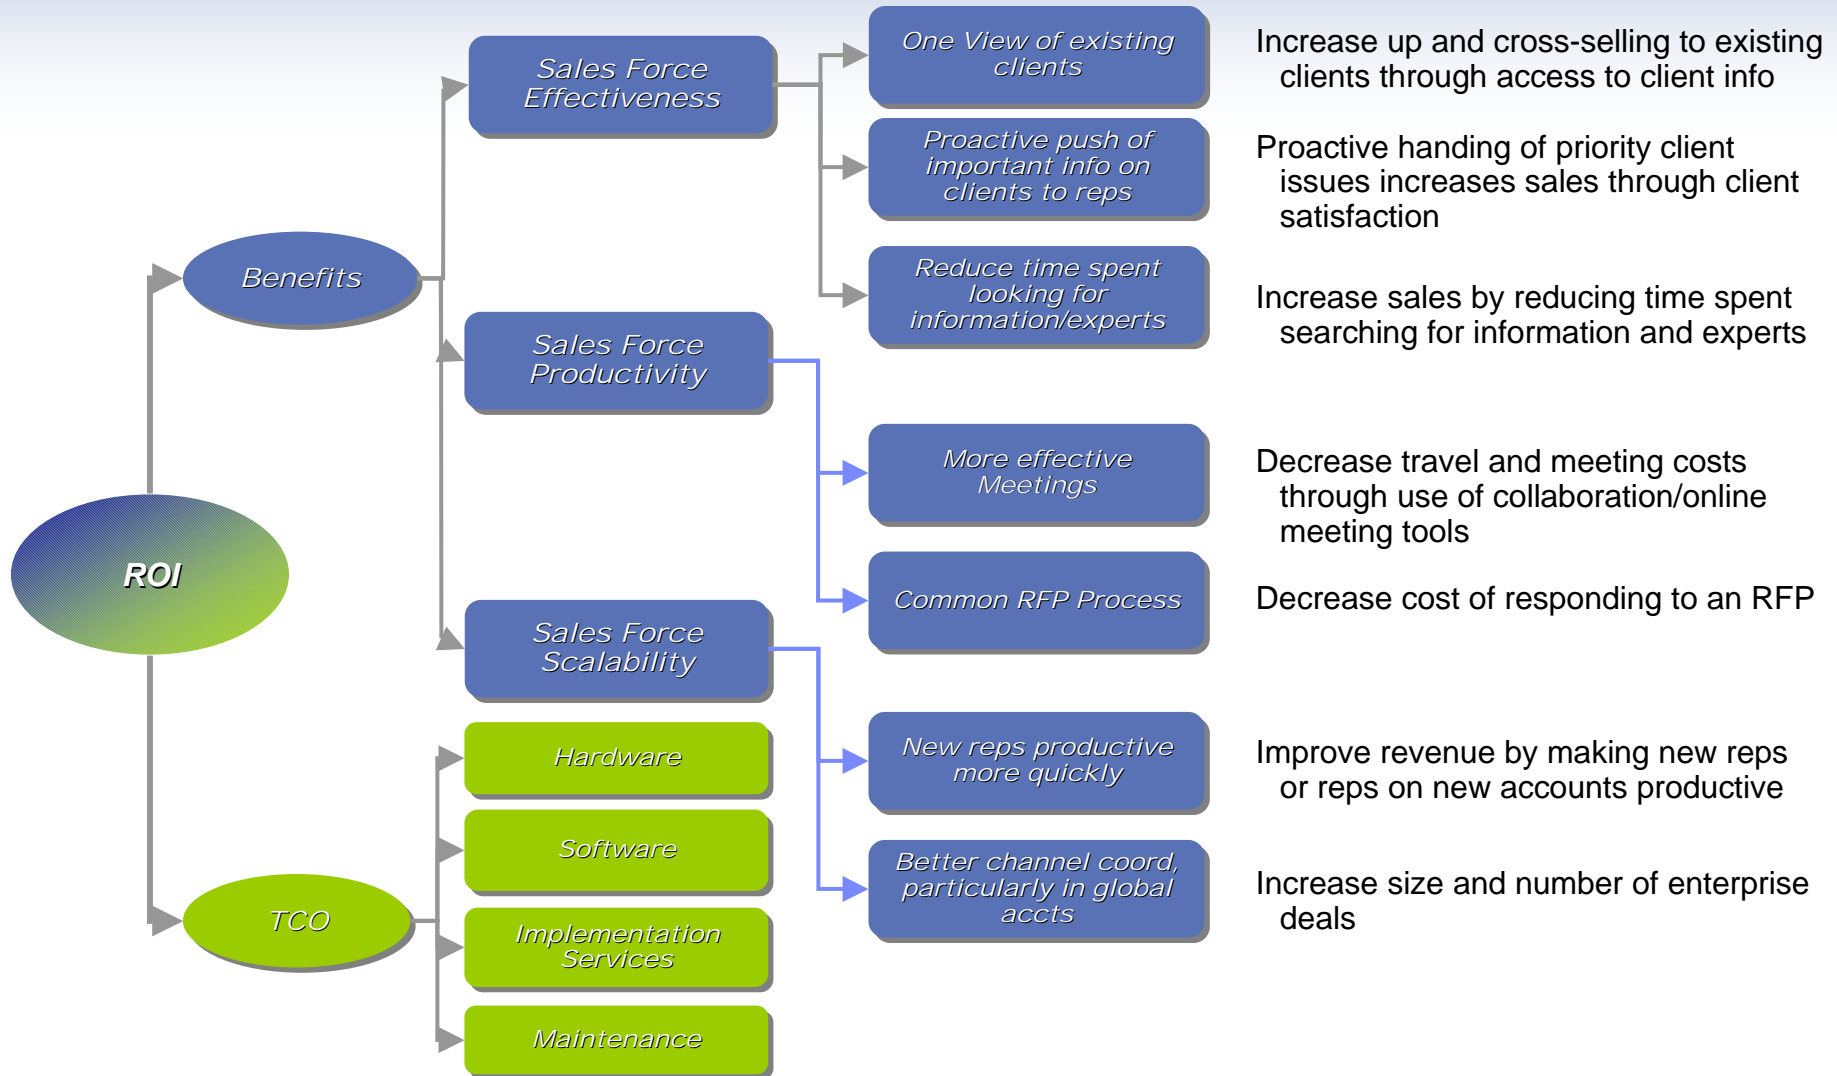 One View of existing
clients
Increase up and cross-selling to existing
clients through access to client info
Sales Force
Effectiveness
Proactive push of
important info on
clients to reps
Proactive handing of priority client
issues increases sales through client
satisfaction
Benefits
Reduce time spent
looking for
information/experts
Increase sales by reducing time spent
searching for information and experts
Sales Force
Productivity
More effective
Meetings
Decrease travel and meeting costs
through use of collaboration/online
meeting tools
ROI
Common RFP Process
Decrease cost of responding to an RFP
Sales Force
Scalability
New reps productive
more quickly
Improve revenue by making new reps
or reps on new accounts productive
Hardware
Software
Better channel coord,
particularly in global
accts
Increase size and number of enterprise
deals
TCO
Implementation
Services
Maintenance